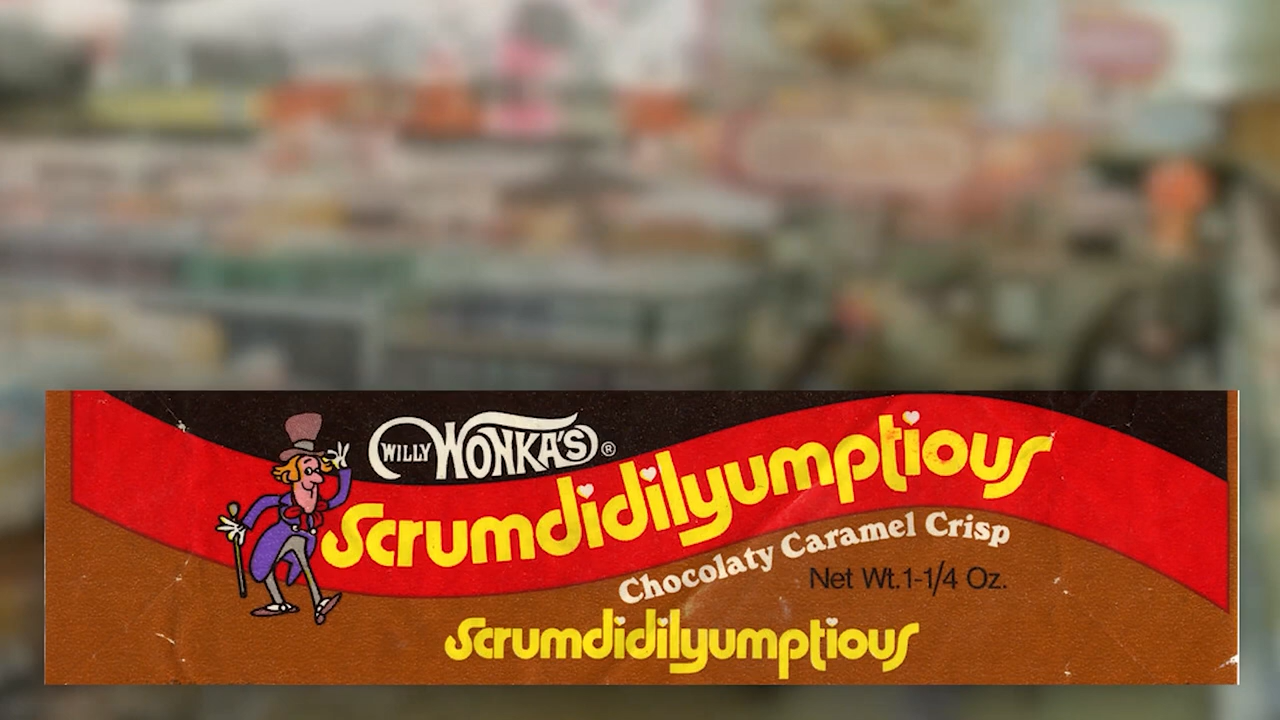 WILLY WONKA'S®
Scrumdidilyumptious
Chocolaty Caramel Crisp
Net Wt. 1-1/4 Oz.
Scrumdidilyumptious